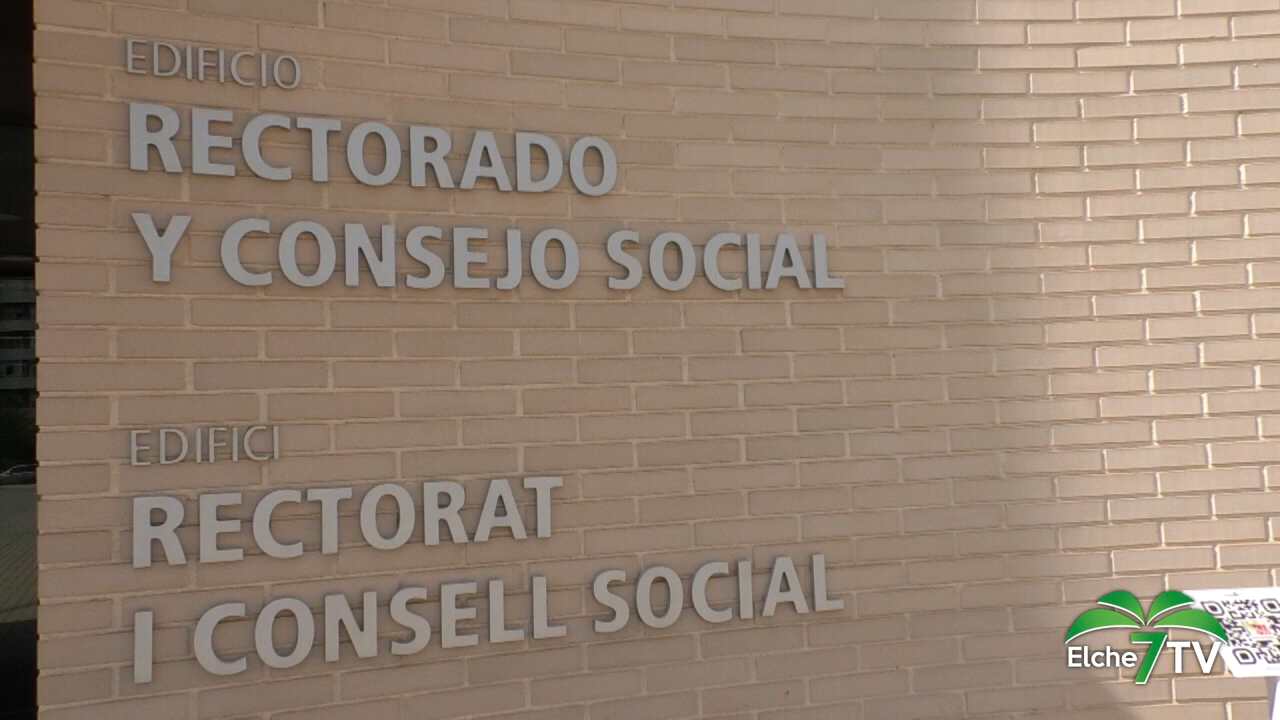 EDIFICIO
RECTORADO
Y CONSEJO SOCIAL
EDIFICI
RECTORAT
I CONSELL SOCIAL
Elche 7 TV